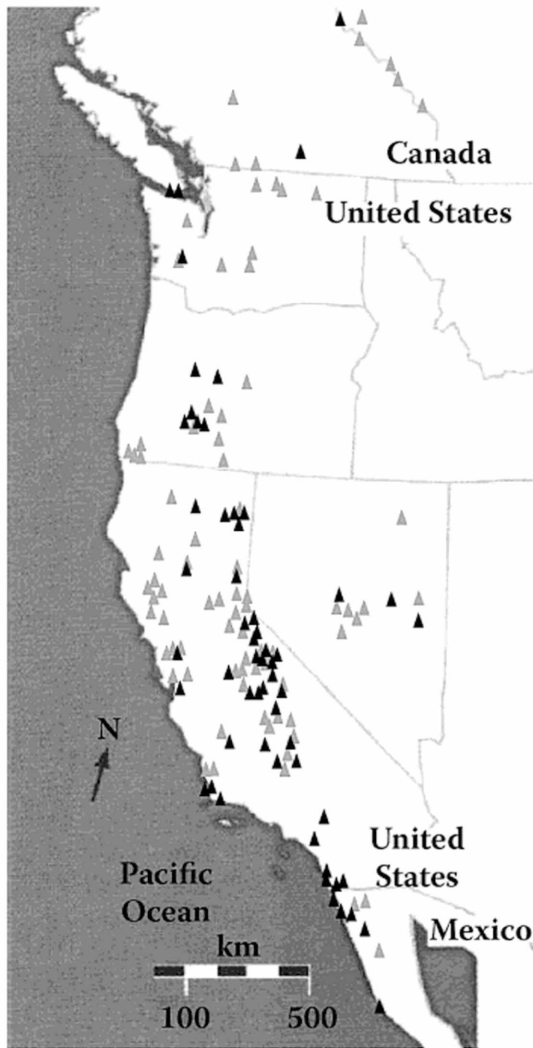 Canada
United States
N
United
States
Pacific
Ocean
Mexico
km
100 500